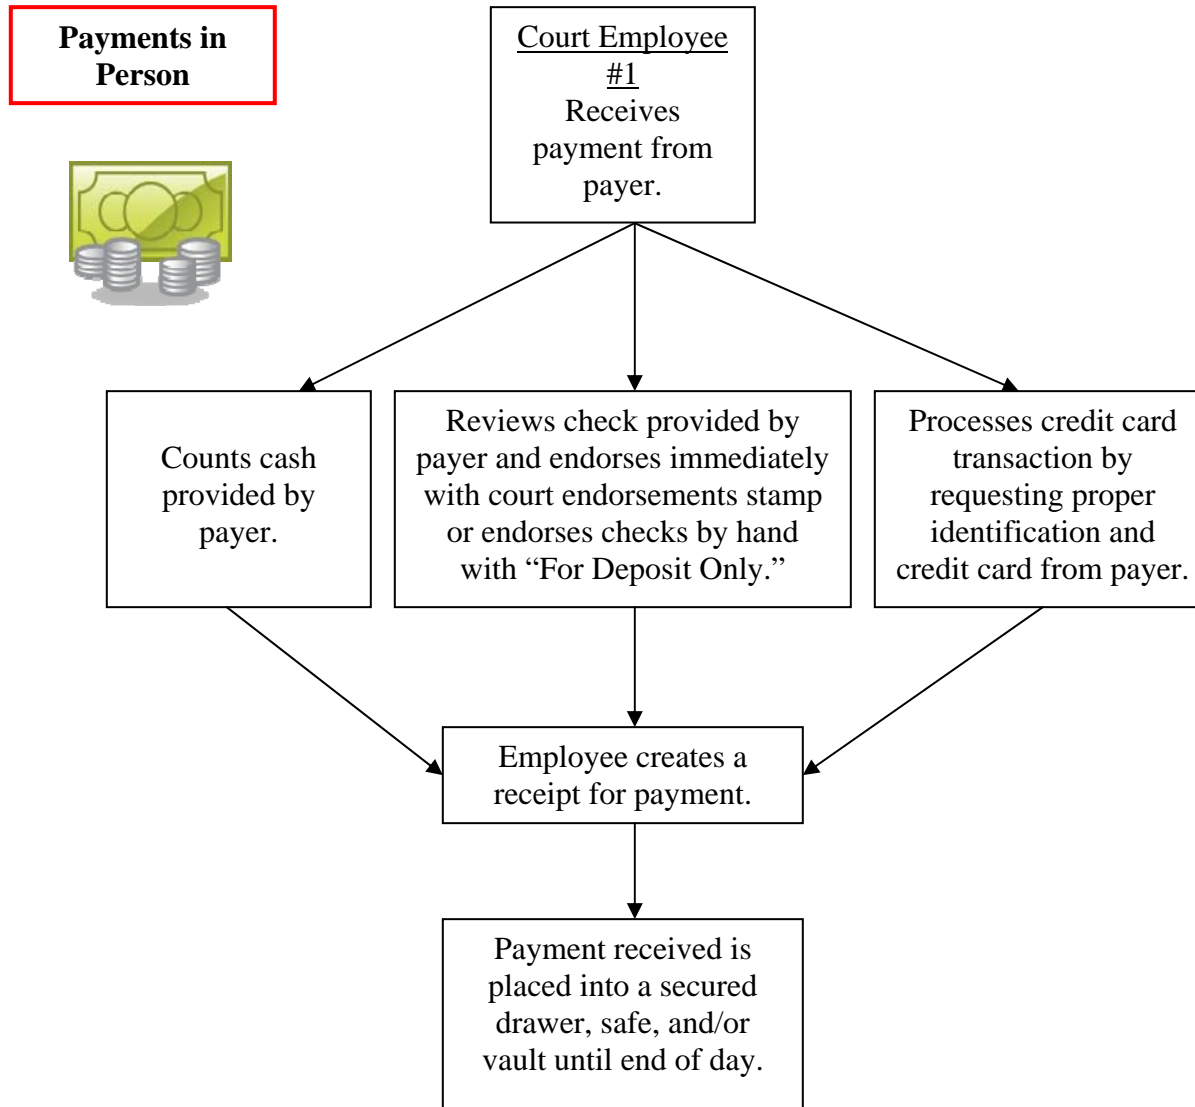 Payments in
Person
Court Employee
#1
Receives
payment from
payer.
Counts cash
provided by
payer.
Reviews check provided by
payer and endorses immediately
with court endorsements stamp
or endorses checks by hand
with “For Deposit Only.”
Processes credit card
transaction by
requesting proper
identification and
credit card from payer.
Employee creates a
receipt for payment.
Payment received is
placed into a secured
drawer, safe, and/or
vault until end of day.